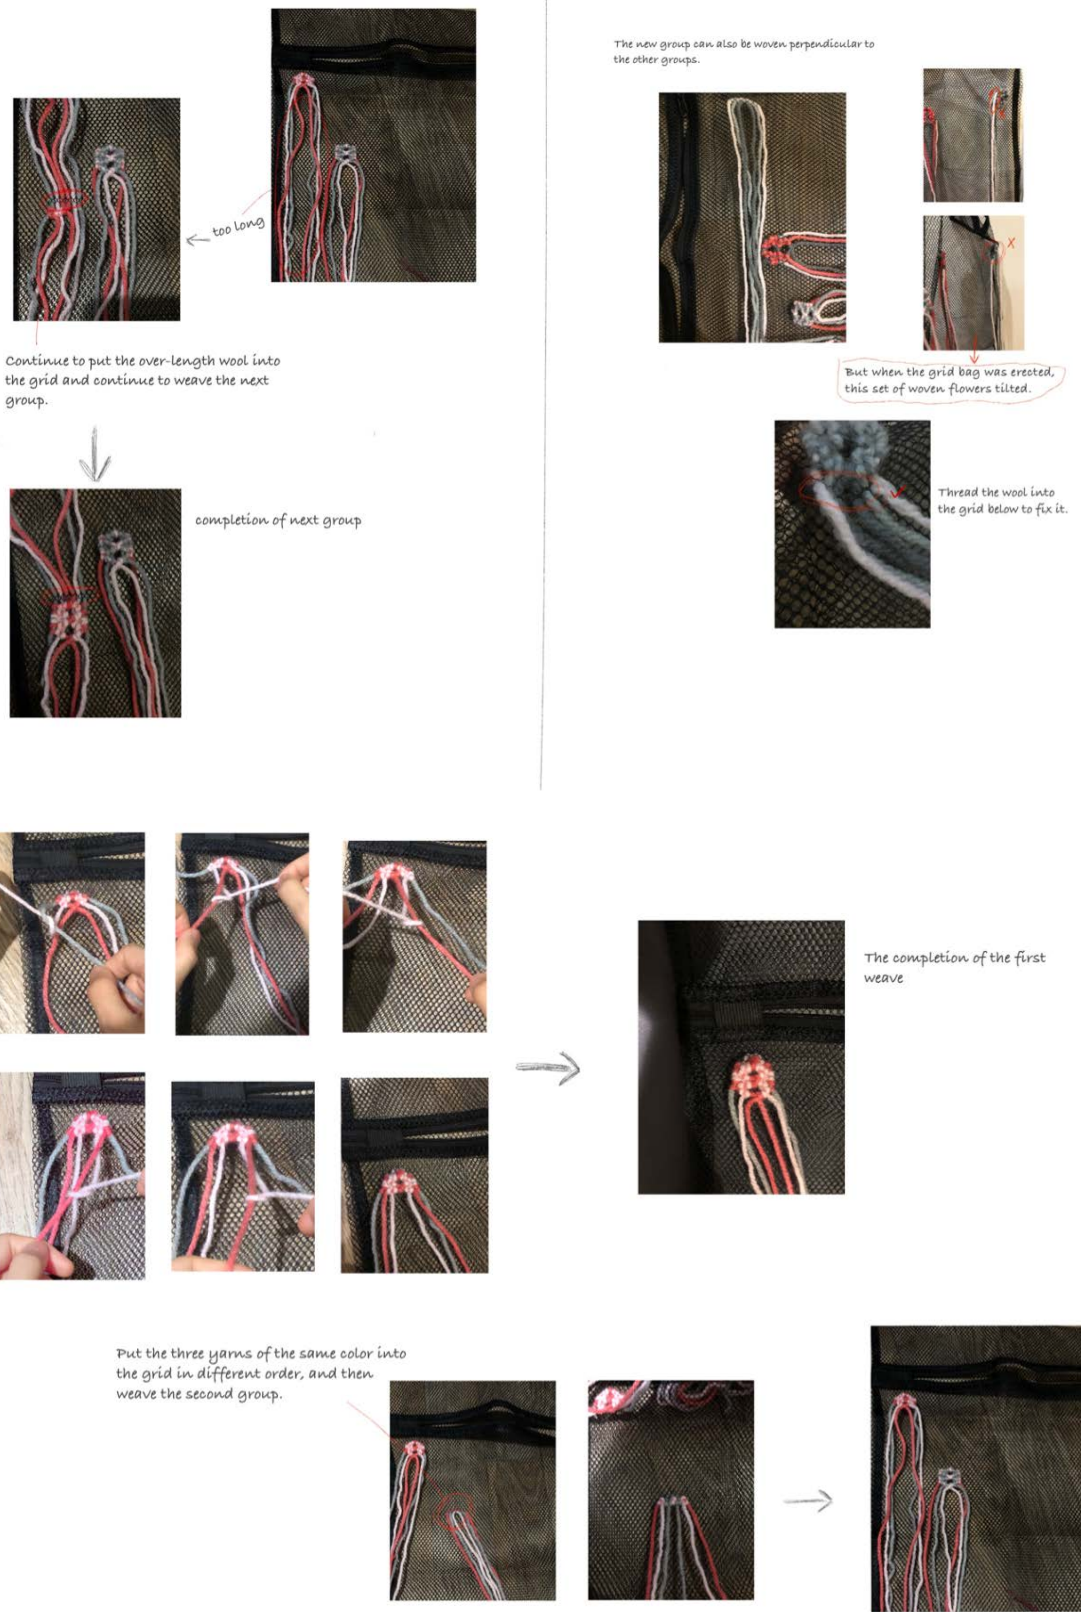 too long
Continue to put the over-length wool into
the grid and continue to weave the next
group.
completion of next group
The new group can also be woven perpendicular to
the other groups.
X
But when the grid bag was erected,
this set of woven flowers tilted.
Thread the wool into
the grid below to fix it.
The completion of the first
weave
Put the three yarns of the same color into
the grid in different order, and then
weave the second group.